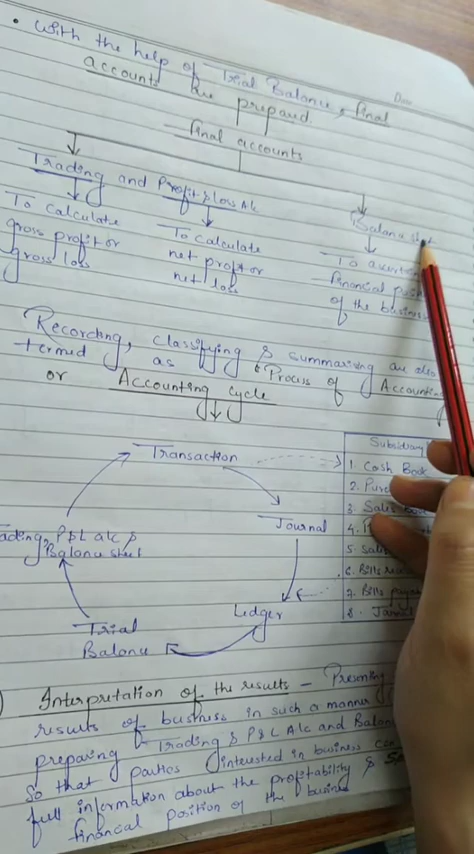 • With the help of Trial Balance, final
accounts are prepared
final accounts
Trading and Profit & Loss A/c
Balance sheet
To calculate
gross profit or
gross loss
To calculate
net profit or
net loss
To
financial
of the business
Recording, classifying & summarising are also
termed as Process of Accounting
or Accounting cycle
Transaction
Journal
Ledger
Trial
Balance
P&L a/c &
Balance sheet
Subsidiary
1. Cash Book
2.
3. Sales
4.
5. Sales
6. Bills
7. Bills
8.
Interpretation of the results – Presenting
results of business in such a manner
preparing Trading & P&L A/c and
So that parties interested in business
full information about the profitability &
financial position of the